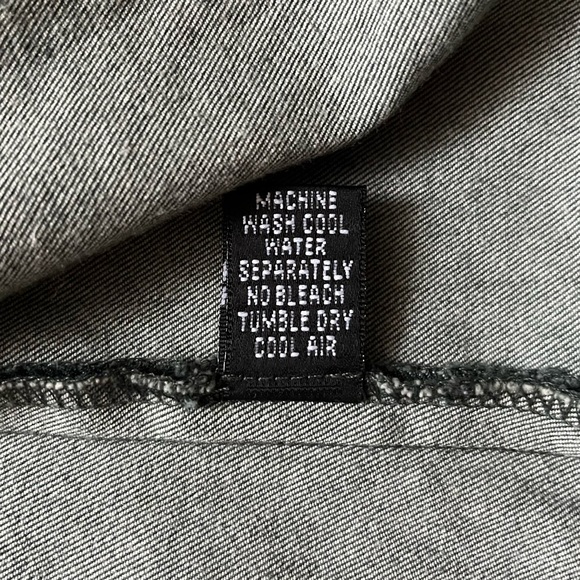 MACHINE
WASH COOL
WATER
SEPARATELY
NO BLEACH
TUMBLE DRY
COOL AIR